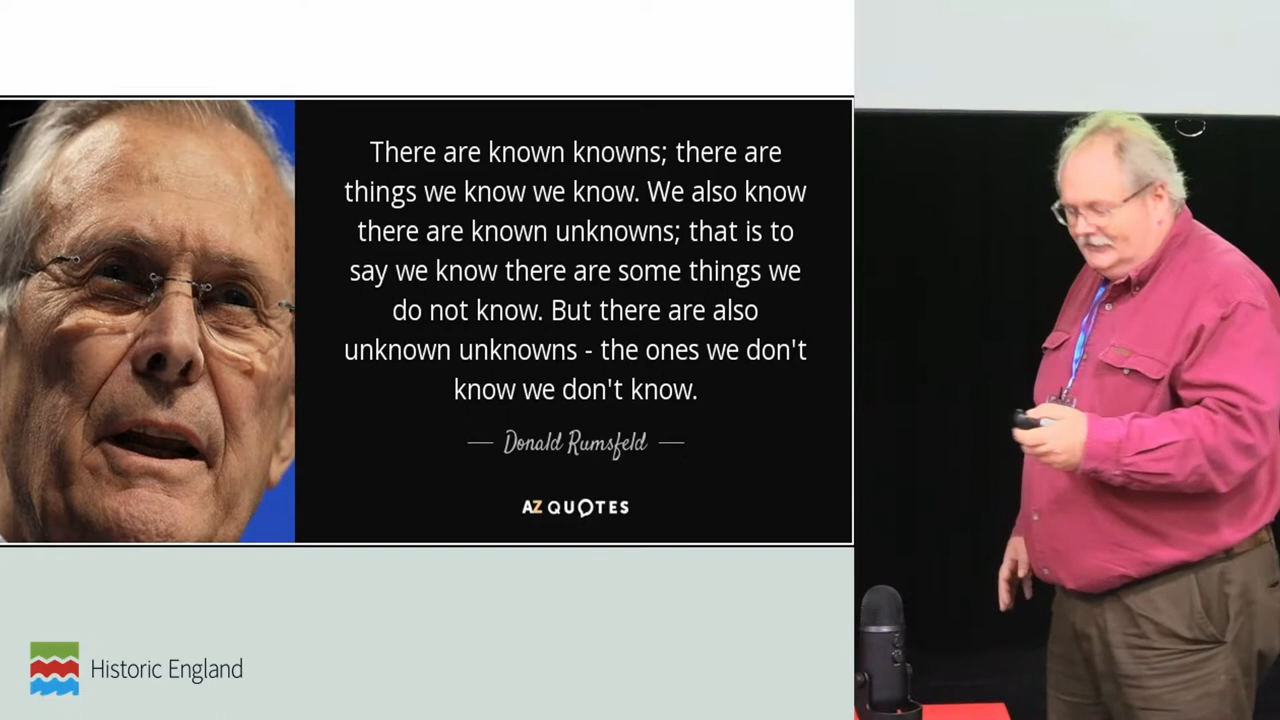 There are known knowns; there are
things we know we know. We also know
there are known unknowns; that is to
say we know there are some things we
do not know. But there are also
unknown unknowns - the ones we don't
know we don't know.
Donald Rumsfeld
AZ QUOTES
Historic England